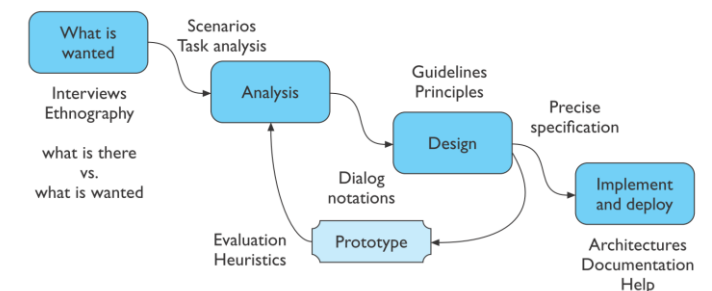 What is
wanted
Scenarios
Task analysis
Interviews
Ethnography
what is there
vs.
what is wanted
Analysis
Guidelines
Principles
Design
Dialog
notations
Precise
specification
Implement
and deploy
Evaluation
Heuristics
Prototype
Architectures
Documentation
Help